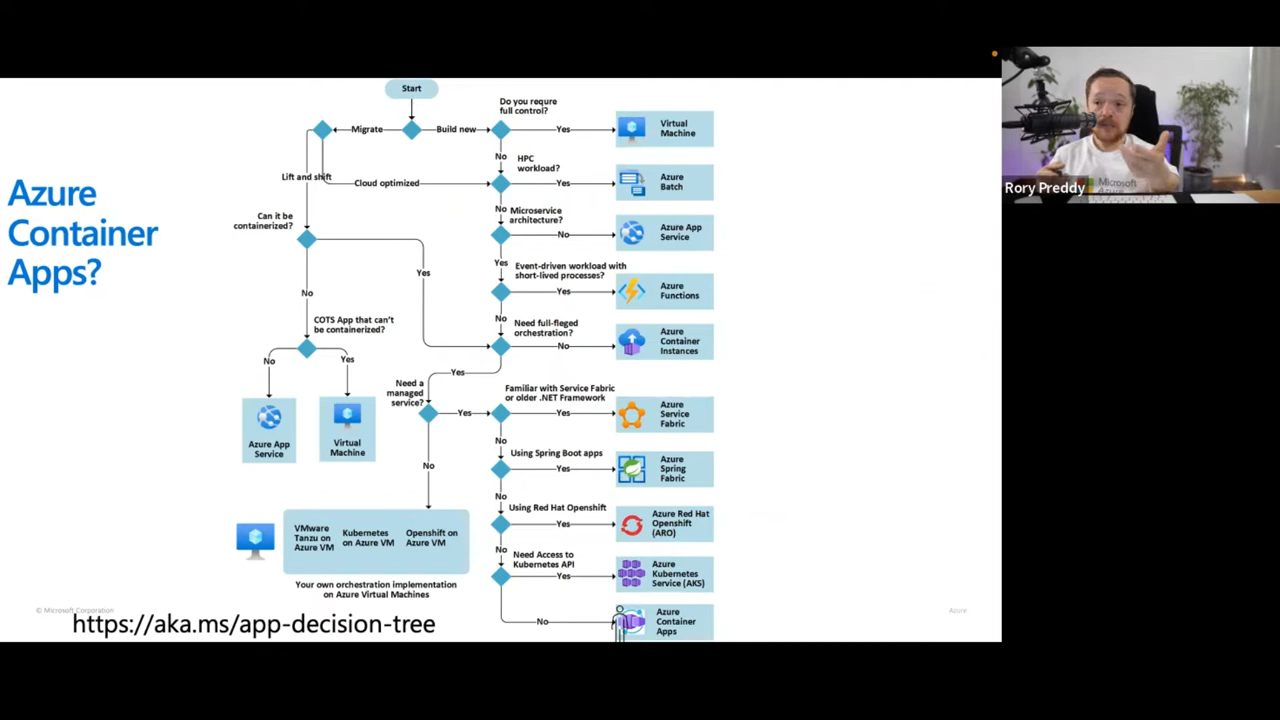 Azure
Container
Apps?
Start
Migrate
Build new
Do you requre
full control?
Yes
Virtual
Machine
No
HPC
workload?
Yes
Azure
Batch
Lift and shift
Cloud optimized
No
Microservice
architecture?
No
Azure App
Service
Can it be
containerized?
Yes
Yes
Event-driven workload with
short-lived processes?
Yes
Azure
Functions
No
No
Need full-fleged
orchestration?
No
Azure
Container
Instances
COTS App that can't
be containerized?
No
Yes
Azure App
Service
Virtual
Machine
Yes
Need a
managed
service?
Yes
Familiar with Service Fabric
or older .NET Framework
Yes
Azure
Service
Fabric
No
No
Using Spring Boot apps
Yes
Azure
Spring
Fabric
No
Using Red Hat Openshift
Yes
Azure Red Hat
Openshift
(ARO)
VMware
Tanzu on
Azure VM
Kubernetes
on Azure VM
Openshift on
Azure VM
Your own orchestration implementation
on Azure Virtual Machines
No
Need Access to
Kubernetes API
Yes
Azure
Kubernetes
Service (AKS)
No
Azure
Container
Apps
© Microsoft Corporation
Azure
https://aka.ms/app-decision-tree
Rory Preddy
Microsoft
Azure